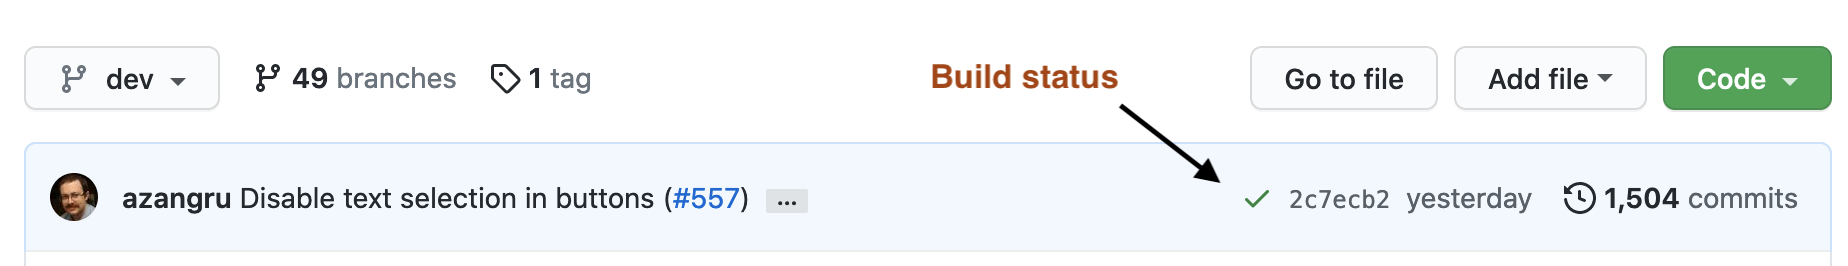 dev 49 branches 1 tag Build status Go to file Add file Code
azangru Disable text selection in buttons (#557) ... 2c7ecb2 yesterday 1,504 commits